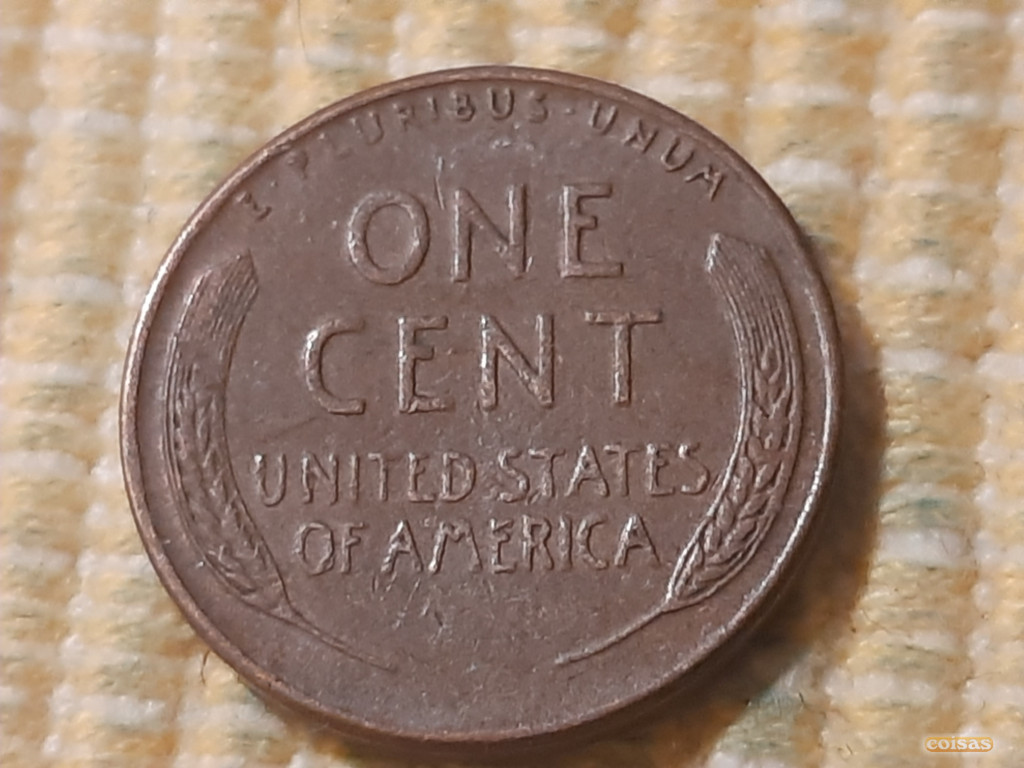 E·PLURIBUS·UNUM
ONE
CENT
UNITED STATES
OF AMERICA
coisas